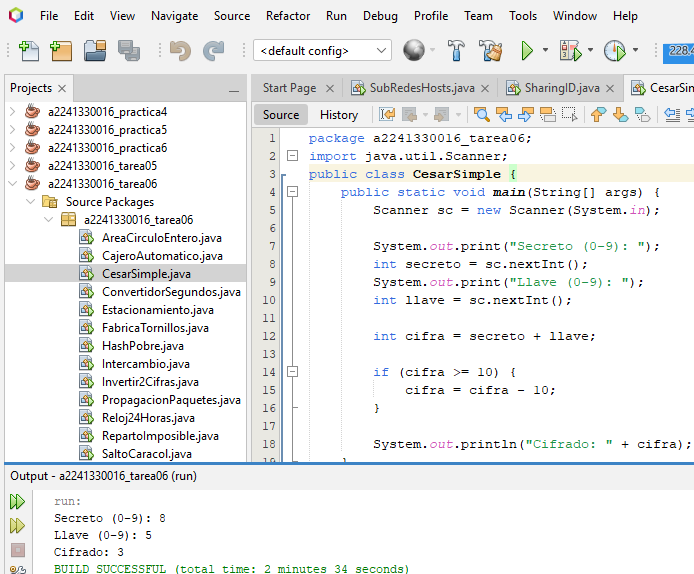 File Edit View Navigate Source Refactor Run Debug Profile Team Tools Window Help
<default config>
228.4
Projects
a2241330016_practica4
a2241330016_practica5
a2241330016_practica6
a2241330016_tarea05
a2241330016_tarea06
Source Packages
a2241330016_tarea06
AreaCirculoEntero.java
CajeroAutomatico.java
CesarSimple.java
ConvertidorSegundos.java
Estacionamiento.java
FabricaTornillos.java
HashPobre.java
Intercambio.java
Invertir2Cifras.java
PropagacionPaquetes.java
Reloj24Horas.java
RepartoImposible.java
SaltoCaracol.java
Start Page SubRedesHosts.java SharingID.java CesarSim
Source History
1 package a2241330016_tarea06;
2 import java.util.Scanner;
3 public class CesarSimple {
4 public static void main(String[] args) {
5 Scanner sc = new Scanner(System.in);
6
7 System.out.print("Secreto (0-9): ");
8 int secreto = sc.nextInt();
9 System.out.print("Llave (0-9): ");
10 int llave = sc.nextInt();
11
12 int cifra = secreto + llave;
13
14 if (cifra >= 10) {
15 cifra = cifra - 10;
16 }
17
18 System.out.println("Cifrado: " + cifra);
Output - a2241330016_tarea06 (run)
run:
Secreto (0-9): 8
Llave (0-9): 5
Cifrado: 3
BUILD SUCCESSFUL (total time: 2 minutes 34 seconds)